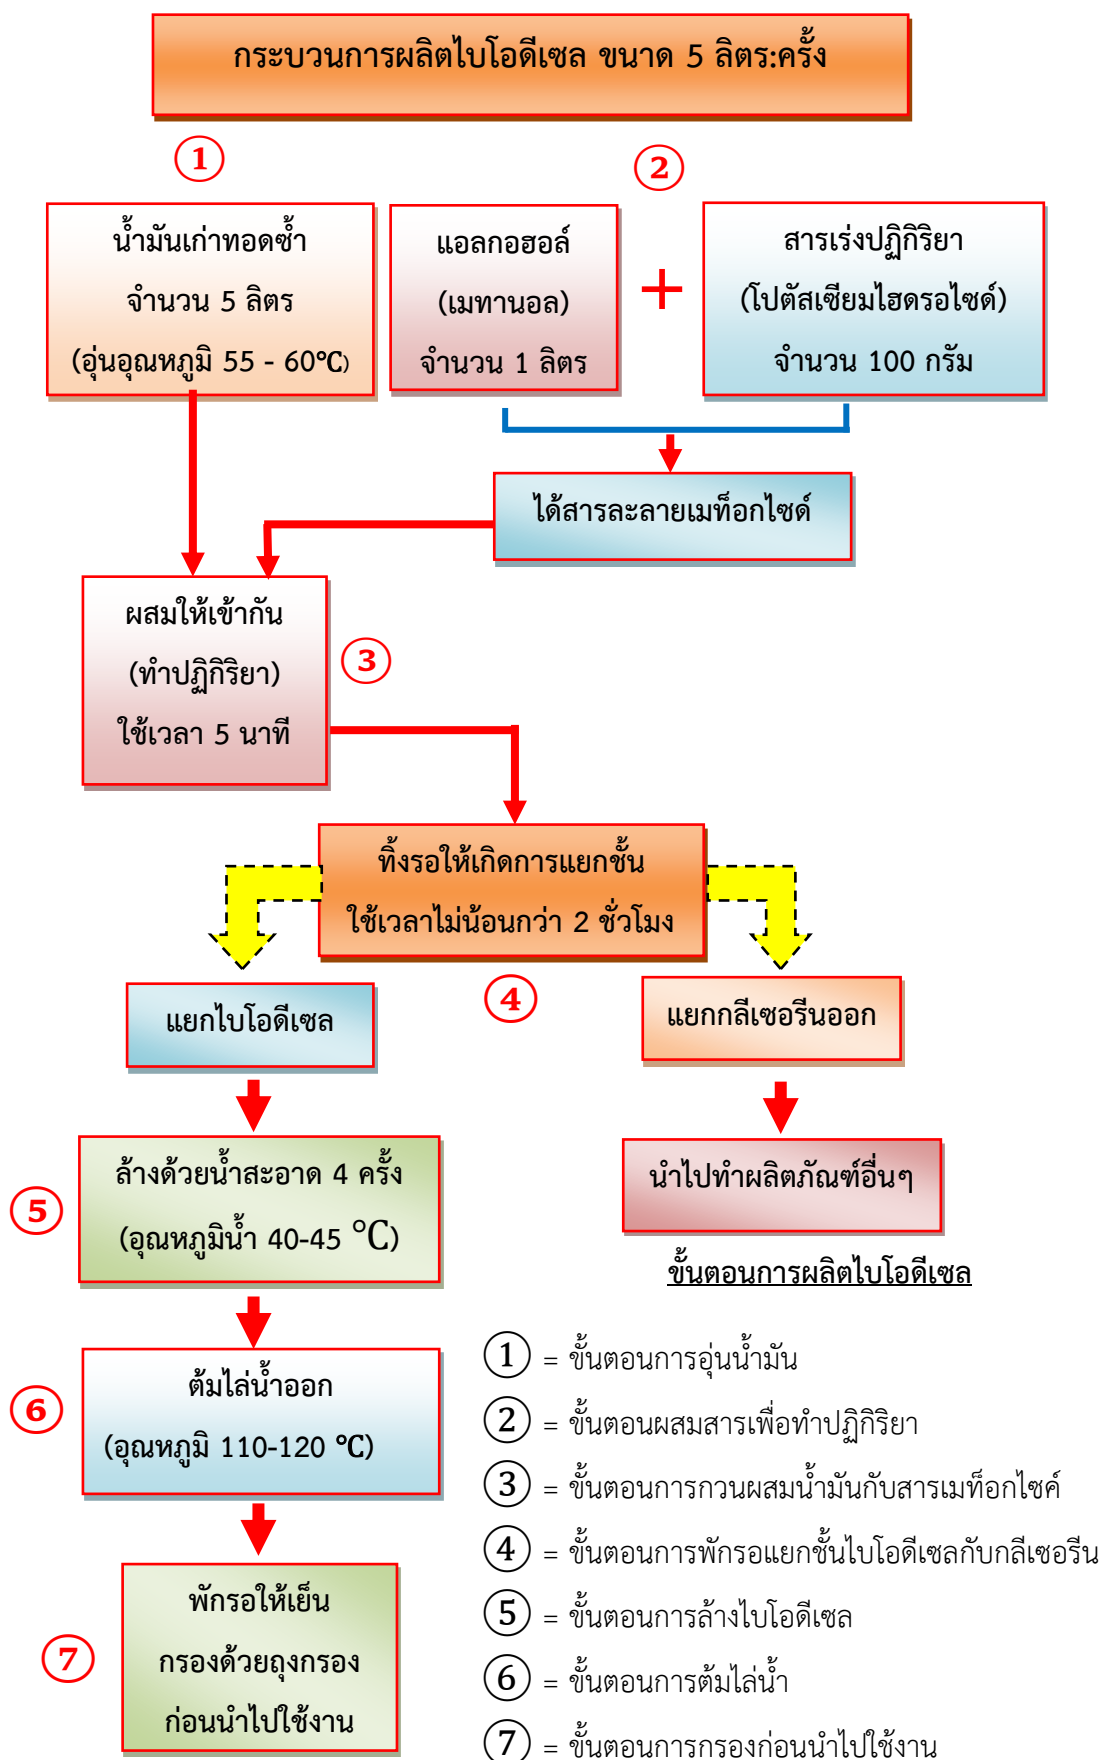 กระบวนการผลิตไบโอดีเซล ขนาด 5 ลิตร:ครั้ง
1
2
น้ำมันเก่าทอดซ้ำ
จำนวน 5 ลิตร
(อุ่นอุณหภูมิ 55 - 60℃)
แอลกอฮอล์
(เมทานอล)
จำนวน 1 ลิตร
+
สารเร่งปฏิกิริยา
(โปตัสเซียมไฮดรอไซด์)
จำนวน 100 กรัม
ได้สารละลายเมท็อกไซด์
ผสมให้เข้ากัน
(ทำปฏิกิริยา)
ใช้เวลา 5 นาที
3
ทิ้งรอให้เกิดการแยกชั้น
ใช้เวลาไม่น้อนกว่า 2 ชั่วโมง
4
แยกไบโอดีเซล
แยกกลีเซอรีนออก
5
ล้างด้วยน้ำสะอาด 4 ครั้ง
(อุณหภูมิน้ำ 40-45 ℃)
นำไปทำผลิตภัณฑ์อื่นๆ
6
ต้มไล่น้ำออก
(อุณหภูมิ 110-120 ℃)
7
พักรอให้เย็น
กรองด้วยถุงกรอง
ก่อนนำไปใช้งาน
ขั้นตอนการผลิตไบโอดีเซล
1 = ขั้นตอนการอุ่นน้ำมัน
2 = ขั้นตอนผสมสารเพื่อทำปฏิกิริยา
3 = ขั้นตอนการกวนผสมน้ำมันกับสารเมท็อกไซค์
4 = ขั้นตอนการพักรอแยกชั้นไบโอดีเซลกับกลีเซอรีน
5 = ขั้นตอนการล้างไบโอดีเซล
6 = ขั้นตอนการต้มไล่น้ำ
7 = ขั้นตอนการกรองก่อนนำไปใช้งาน